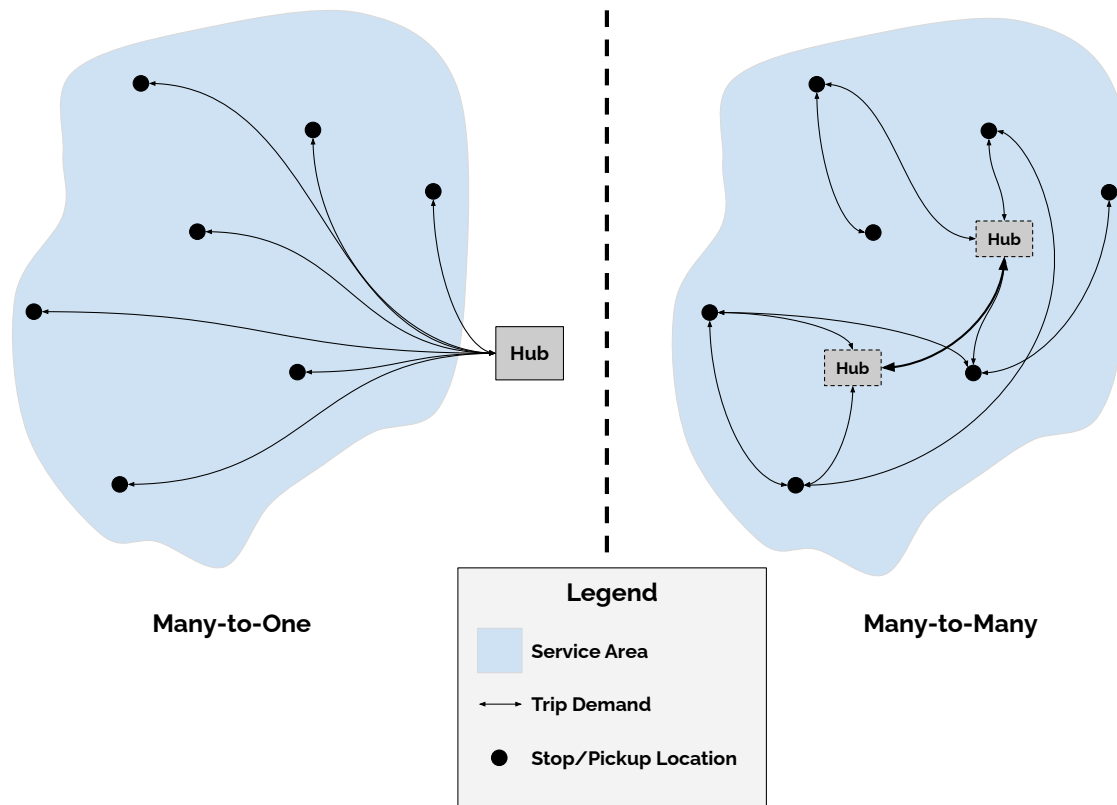 Hub
Hub
Hub
Many-to-One
Many-to-Many
Legend
Service Area
Trip Demand
Stop/Pickup Location